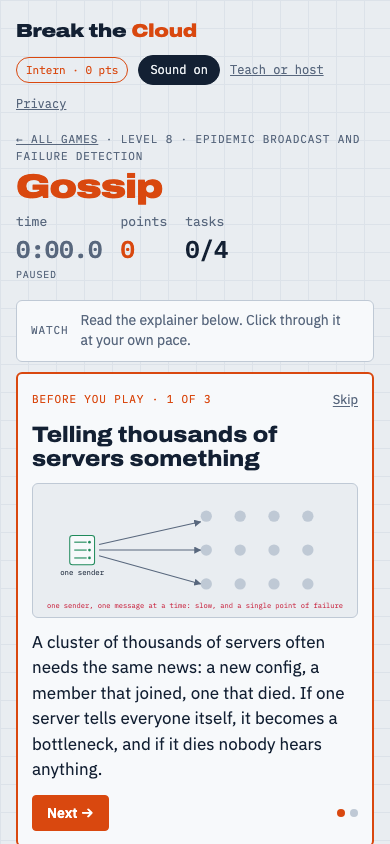 Break the Cloud
Intern · 0 pts
Sound on
Teach or host
Privacy
← ALL GAMES · LEVEL 8 · EPIDEMIC BROADCAST AND
FAILURE DETECTION
Gossip
time points tasks
0:00.0 0 0/4
PAUSED
WATCH
Read the explainer below. Click through it
at your own pace.
BEFORE YOU PLAY · 1 OF 3
Skip
Telling thousands of
servers something
one sender
one sender, one message at a time: slow, and a single point of failure
A cluster of thousands of servers often
needs the same news: a new config, a
member that joined, one that died. If one
server tells everyone itself, it becomes a
bottleneck, and if it dies nobody hears
anything.
Next →